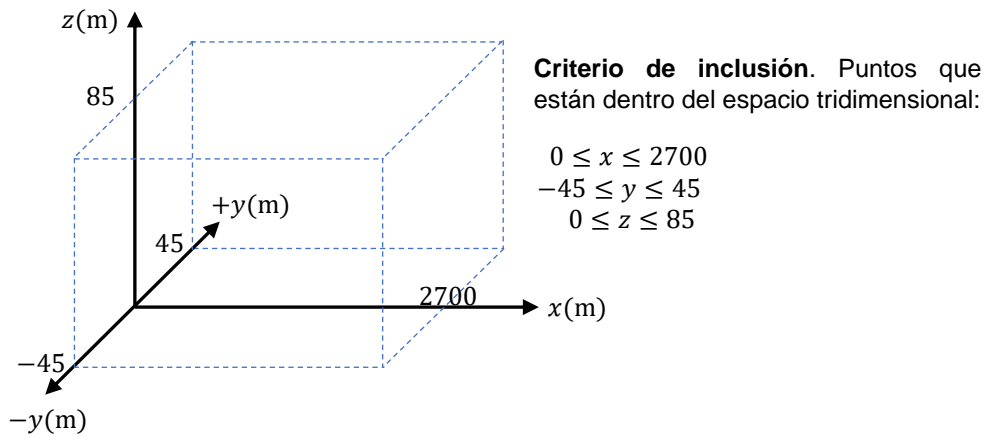 z(m)
85
+y(m)
45
2700
x(m)
−45
−y(m)
Criterio de inclusión. Puntos que
están dentro del espacio tridimensional:
0 ≤ x ≤ 2700
−45 ≤ y ≤ 45
0 ≤ z ≤ 85